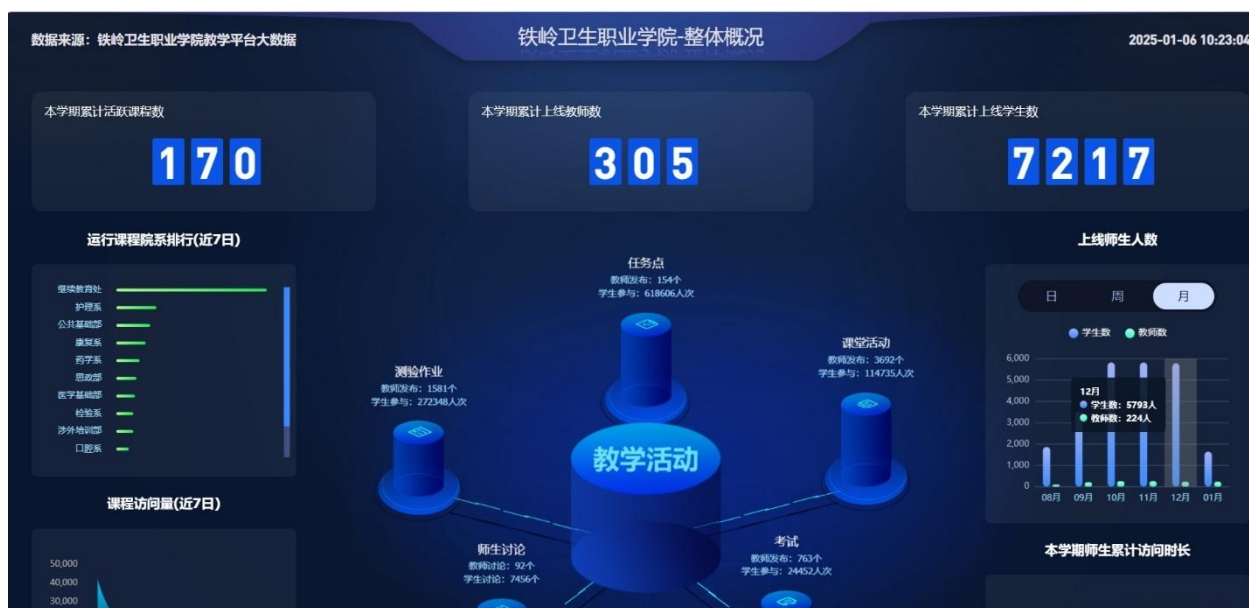 数据来源：铁岭卫生职业学院教学平台大数据
铁岭卫生职业学院-整体概况
2025-01-06 10:23:04
本学期累计活跃课程数
170
本学期累计上线教师数
305
本学期累计上线学生数
7217
运行课程院系排行(近7日)
继续教育处
护理系
公共基础部
康复系
药学系
思政部
医学基础部
检验系
涉外培训部
口腔系
课程访问量(近7日)
50,000
40,000
30,000
任务点
教师发布：154个
学生参与：618606人次
测验作业
教师发布：1581个
学生参与：272348人次
课堂活动
教师发布：3692个
学生参与：114735人次
教学活动
师生讨论
教师讨论：92个
学生讨论：7456个
考试
教师发布：763个
学生参与：24452人次
上线师生人数
日 周 月
学生数 教师数
6,000
5,000
4,000
3,000
2,000
1,000
0
12月
学生数：5793人
教师数：224人
08月 09月 10月 11月 12月 01月
本学期师生累计访问时长